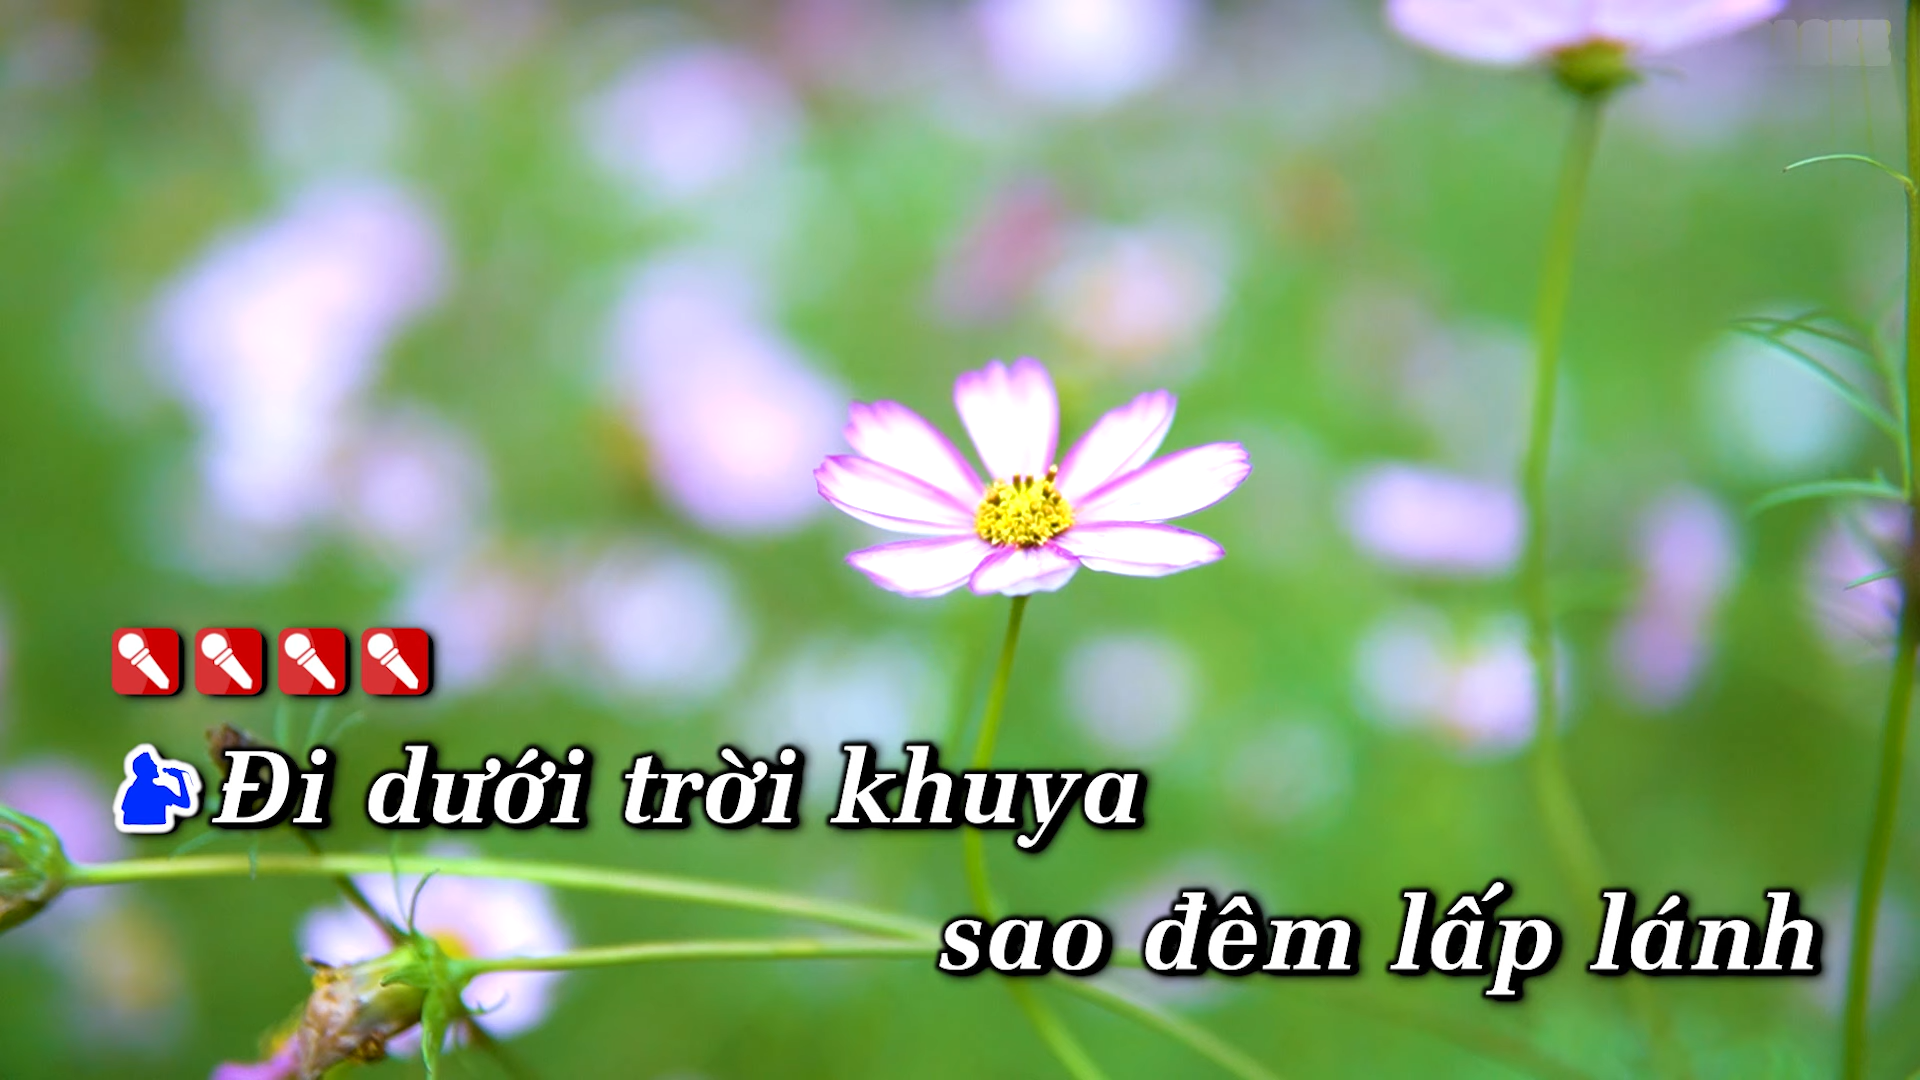 Đi dưới trời khuya
sao đêm lấp lánh